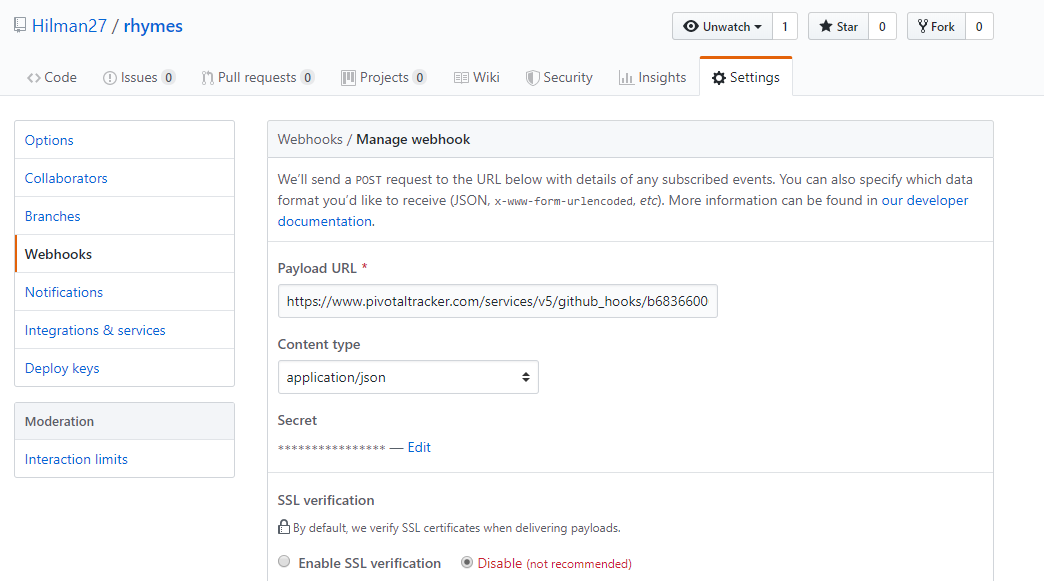 Hilman27 / rhymes
Unwatch 1 Star 0 Fork 0
Code Issues 0 Pull requests 0 Projects 0 Wiki Security Insights Settings
Options
Collaborators
Branches
Webhooks
Notifications
Integrations & services
Deploy keys
Moderation
Interaction limits
Webhooks / Manage webhook
We’ll send a POST request to the URL below with details of any subscribed events. You can also specify which data
format you’d like to receive (JSON, x-www-form-urlencoded, etc). More information can be found in our developer
documentation.
Payload URL *
https://www.pivotaltracker.com/services/v5/github_hooks/b6836600
Content type
application/json
Secret
**************** — Edit
SSL verification
By default, we verify SSL certificates when delivering payloads.
Enable SSL verification Disable (not recommended)